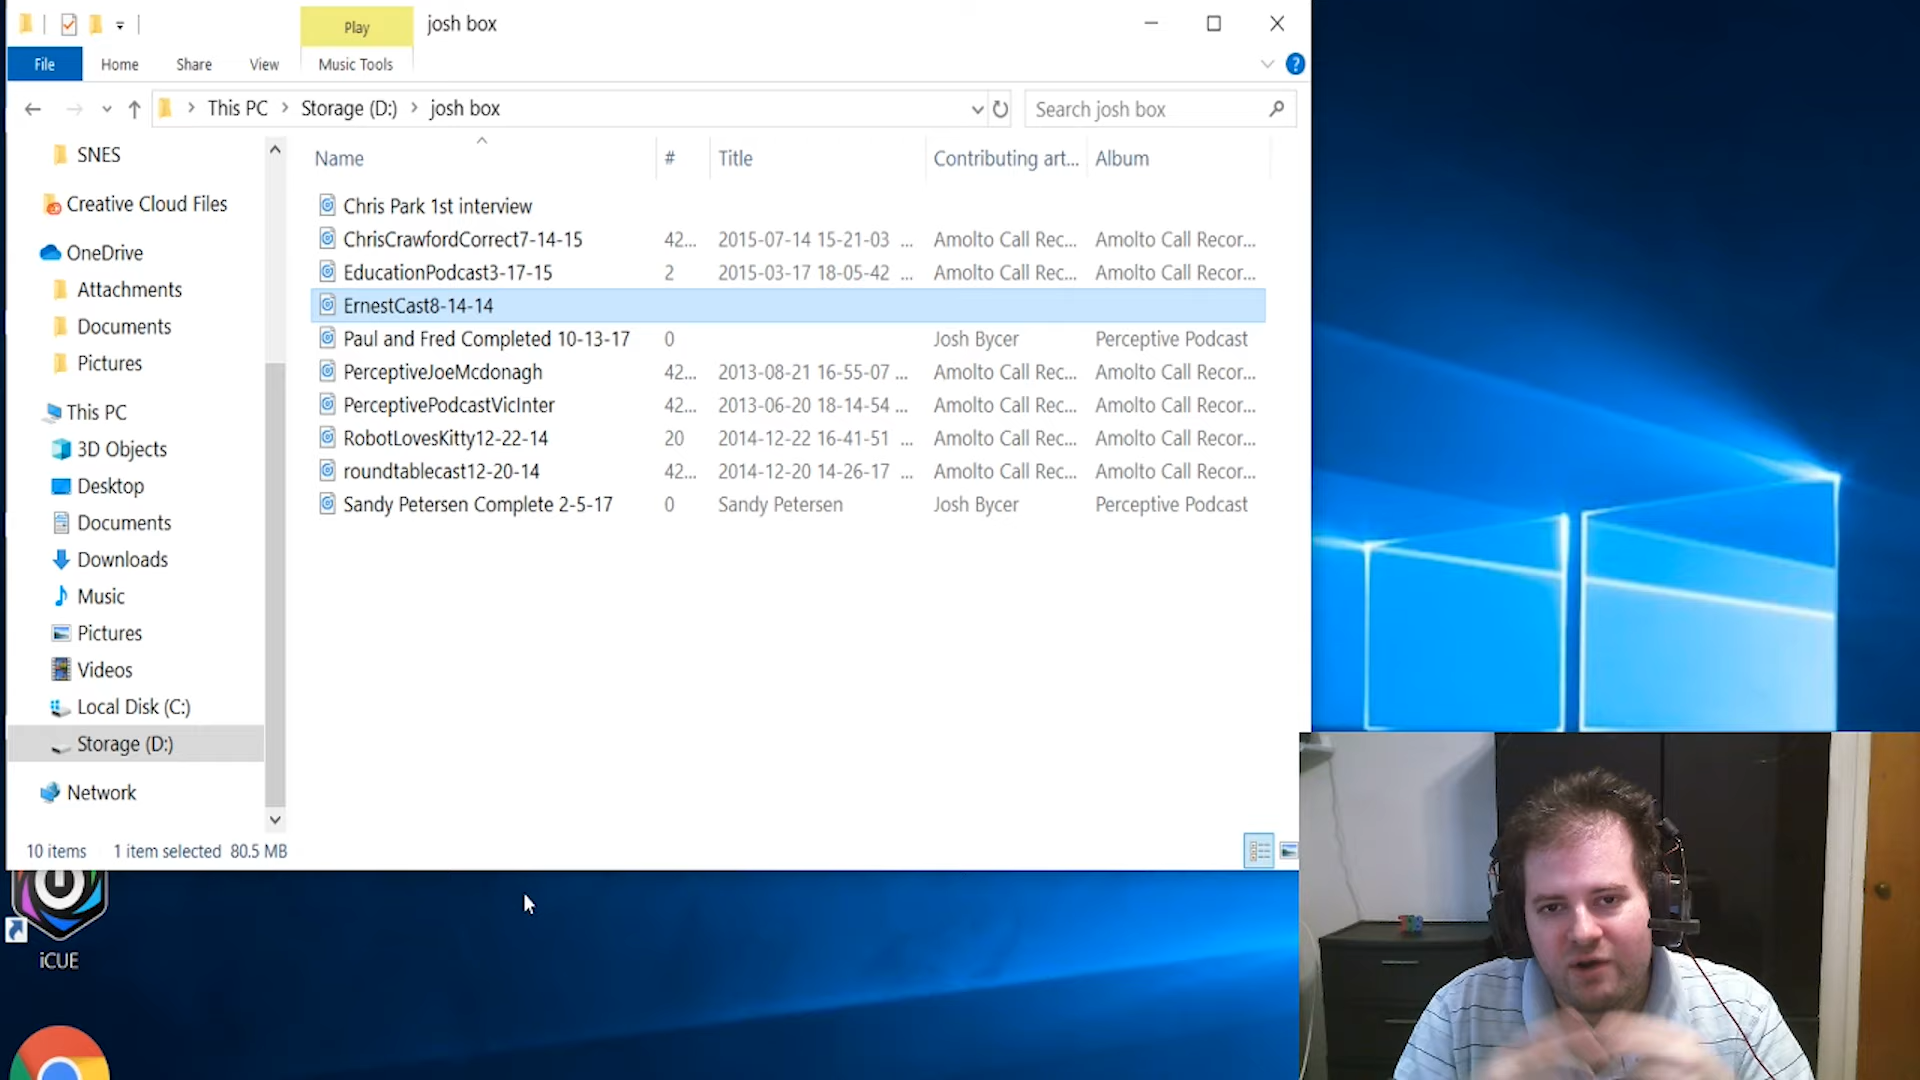 Play
josh box
File
Home
Share
View
Music Tools
This PC
Storage (D:)
josh box
Search josh box
SNES
Creative Cloud Files
OneDrive
Attachments
Documents
Pictures
This PC
3D Objects
Desktop
Documents
Downloads
Music
Pictures
Videos
Local Disk (C:)
Storage (D:)
Network
Name # Title Contributing art... Album
Chris Park 1st interview
ChrisCrawfordCorrect7-14-15 42... 2015-07-14 15-21-03 ... Amolto Call Rec... Amolto Call Recor...
EducationPodcast3-17-15 2 2015-03-17 18-05-42 ... Amolto Call Rec... Amolto Call Recor...
ErnestCast8-14-14
Paul and Fred Completed 10-13-17 0 Josh Bycer Perceptive Podcast
PerceptiveJoeMcdonagh 42... 2013-08-21 16-55-07 ... Amolto Call Rec... Amolto Call Recor...
PerceptivePodcastVicInter 42... 2013-06-20 18-14-54 ... Amolto Call Rec... Amolto Call Recor...
RobotLovesKitty12-22-14 20 2014-12-22 16-41-51 ... Amolto Call Rec... Amolto Call Recor...
roundtablecast12-20-14 42... 2014-12-20 14-26-17 ... Amolto Call Rec... Amolto Call Recor...
Sandy Petersen Complete 2-5-17 0 Sandy Petersen Josh Bycer Perceptive Podcast
10 items 1 item selected 80.5 MB
iCUE